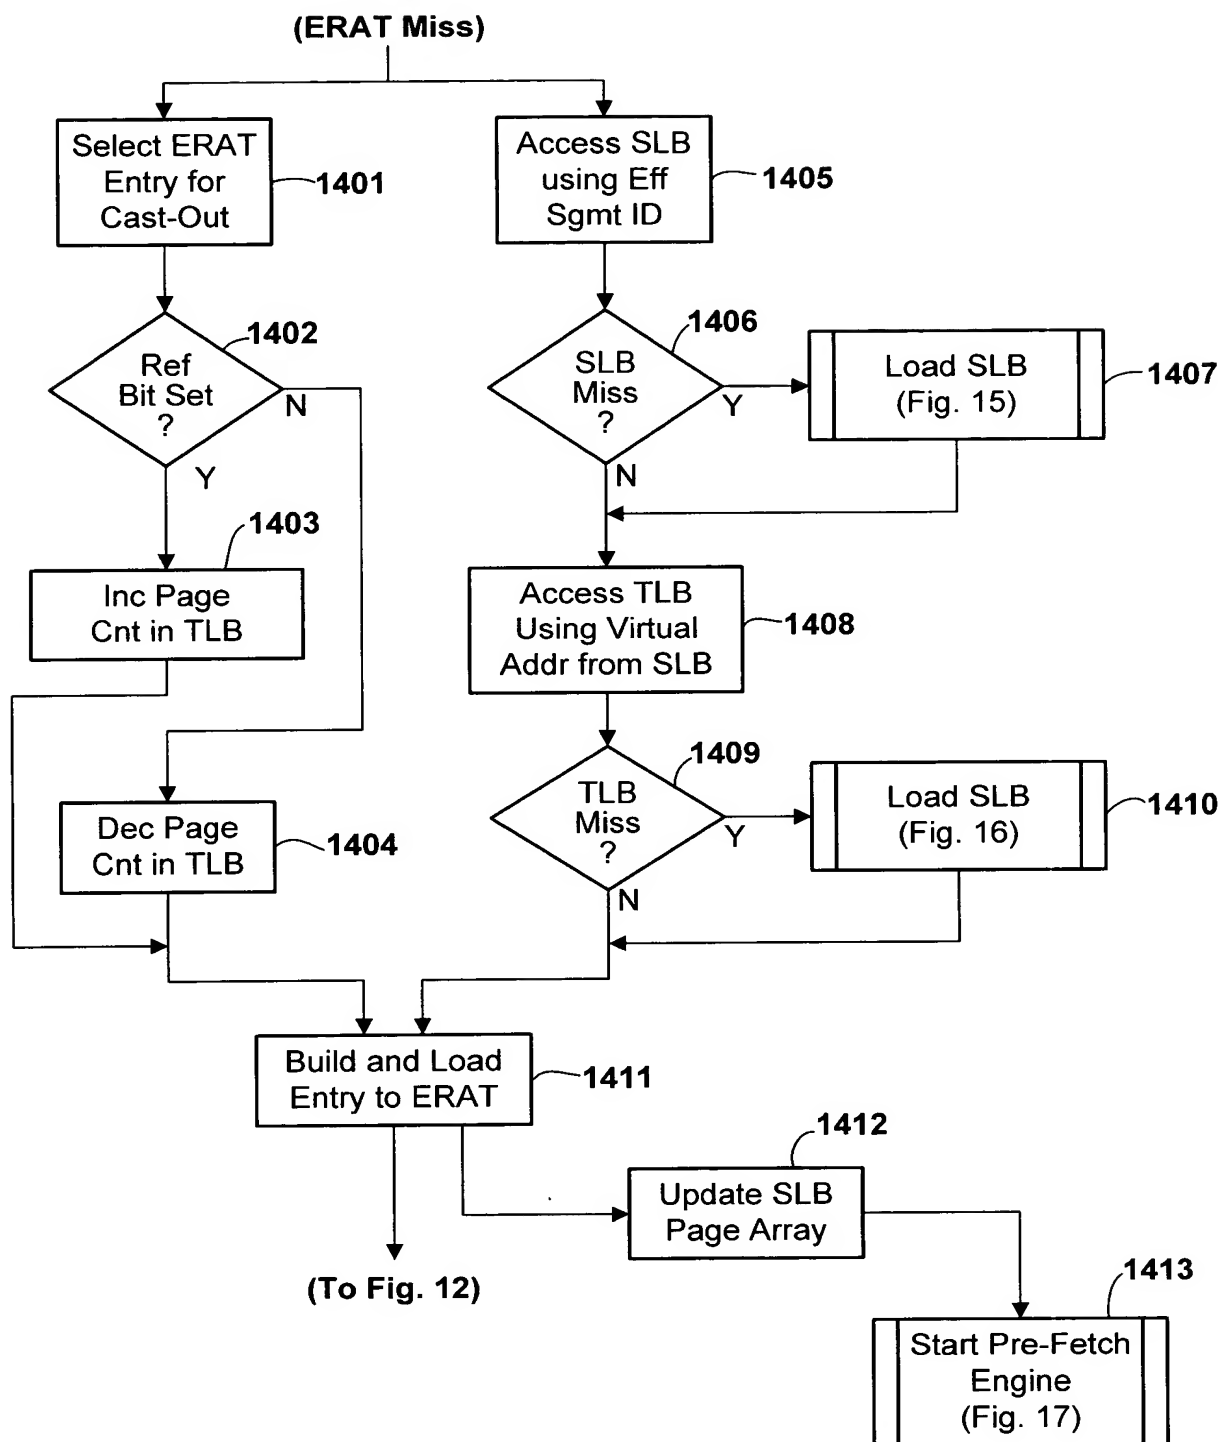 (ERAT Miss)
Select ERAT
Entry for
Cast-Out
1401
Access SLB
using Eff
Sgmt ID
1405
Ref
Bit Set
?
1402
N
Y
SLB
Miss
?
1406
Y
N
Load SLB
(Fig. 15)
1407
Inc Page
Cnt in TLB
1403
Access TLB
Using Virtual
Addr from SLB
1408
Dec Page
Cnt in TLB
1404
TLB
Miss
?
1409
Y
N
Load SLB
(Fig. 16)
1410
Build and Load
Entry to ERAT
1411
Update SLB
Page Array
1412
(To Fig. 12)
Start Pre-Fetch
Engine
(Fig. 17)
1413